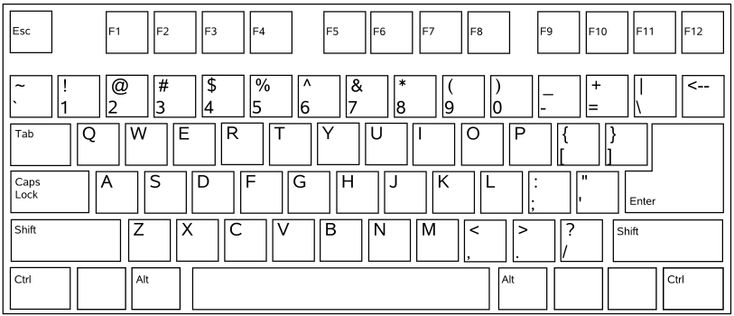 Esc F1 F2 F3 F4 F5 F6 F7 F8 F9 F10 F11 F12
~ ! @ # $ % ^ & * ( ) _ + | <--
` 1 2 3 4 5 6 7 8 9 0 - = \
Tab Q W E R T Y U I O P { }
[ ]
Caps A S D F G H J K L : "
Lock ; ' Enter
Shift Z X C V B N M < > ? Shift
, . /
Ctrl Alt Alt Ctrl